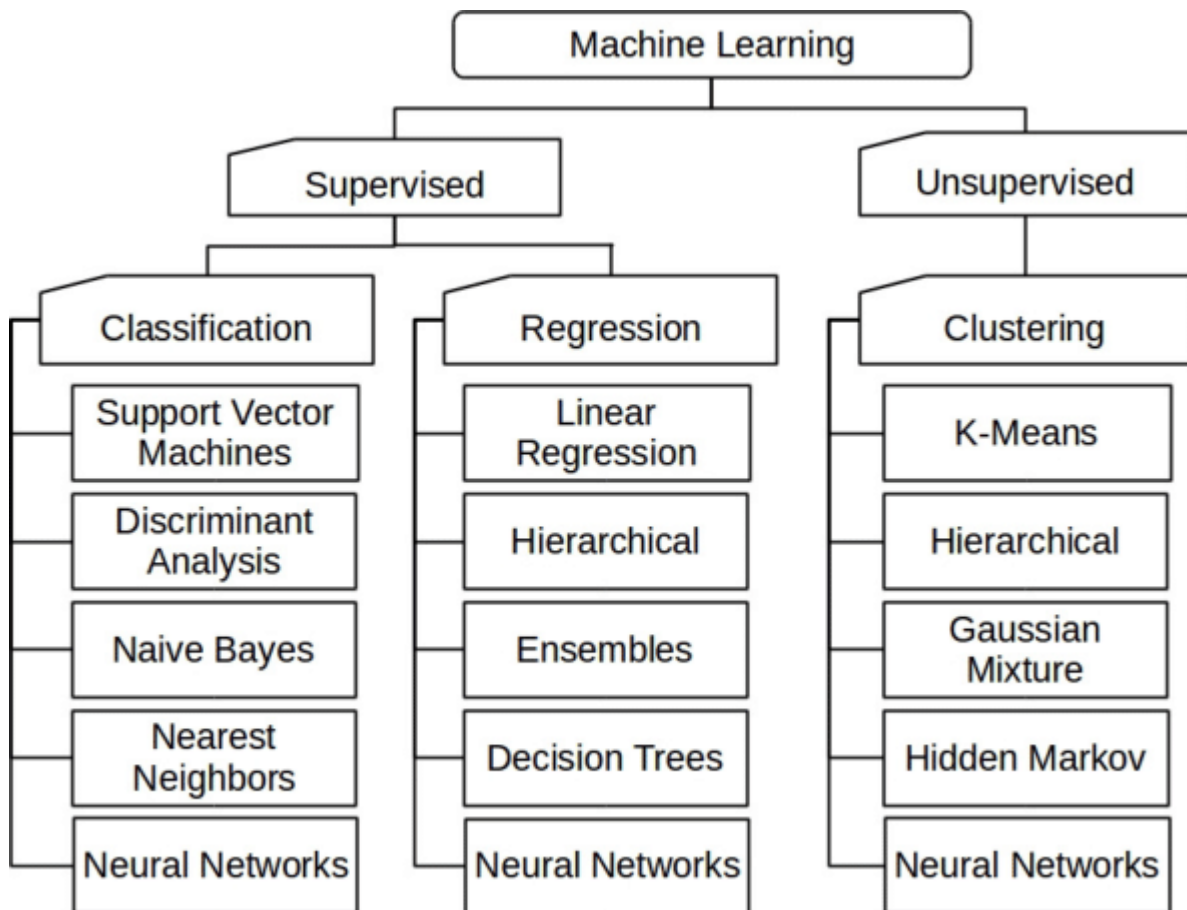 Machine Learning
Supervised
Unsupervised
Classification
Regression
Clustering
Support Vector
Machines
Linear
Regression
K-Means
Discriminant
Analysis
Hierarchical
Hierarchical
Naive Bayes
Ensembles
Gaussian
Mixture
Nearest
Neighbors
Decision Trees
Hidden Markov
Neural Networks
Neural Networks
Neural Networks